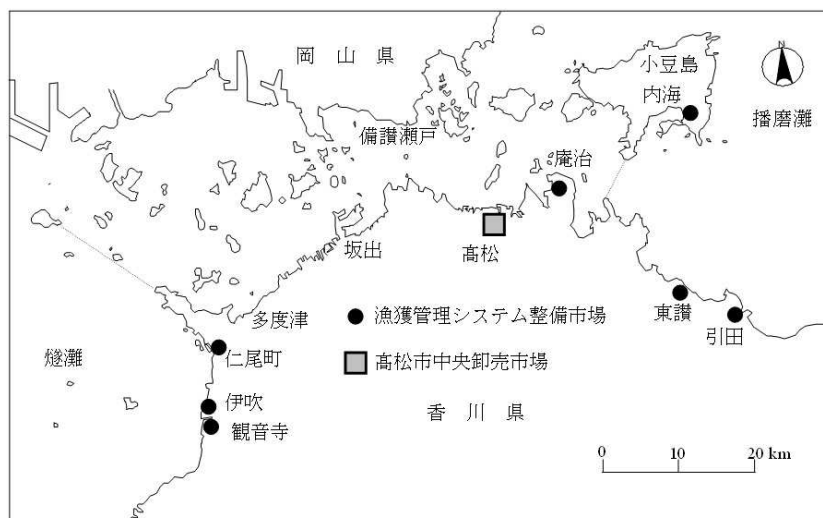 岡山県
N
小豆島
内海
播磨灘
備讃瀬戸
庵治
坂出
高松
多度津
東讃
引田
● 漁獲管理システム整備市場
燧灘
仁尾町
高松市中央卸売市場
伊吹
観音寺
香川県
0 10 20 km